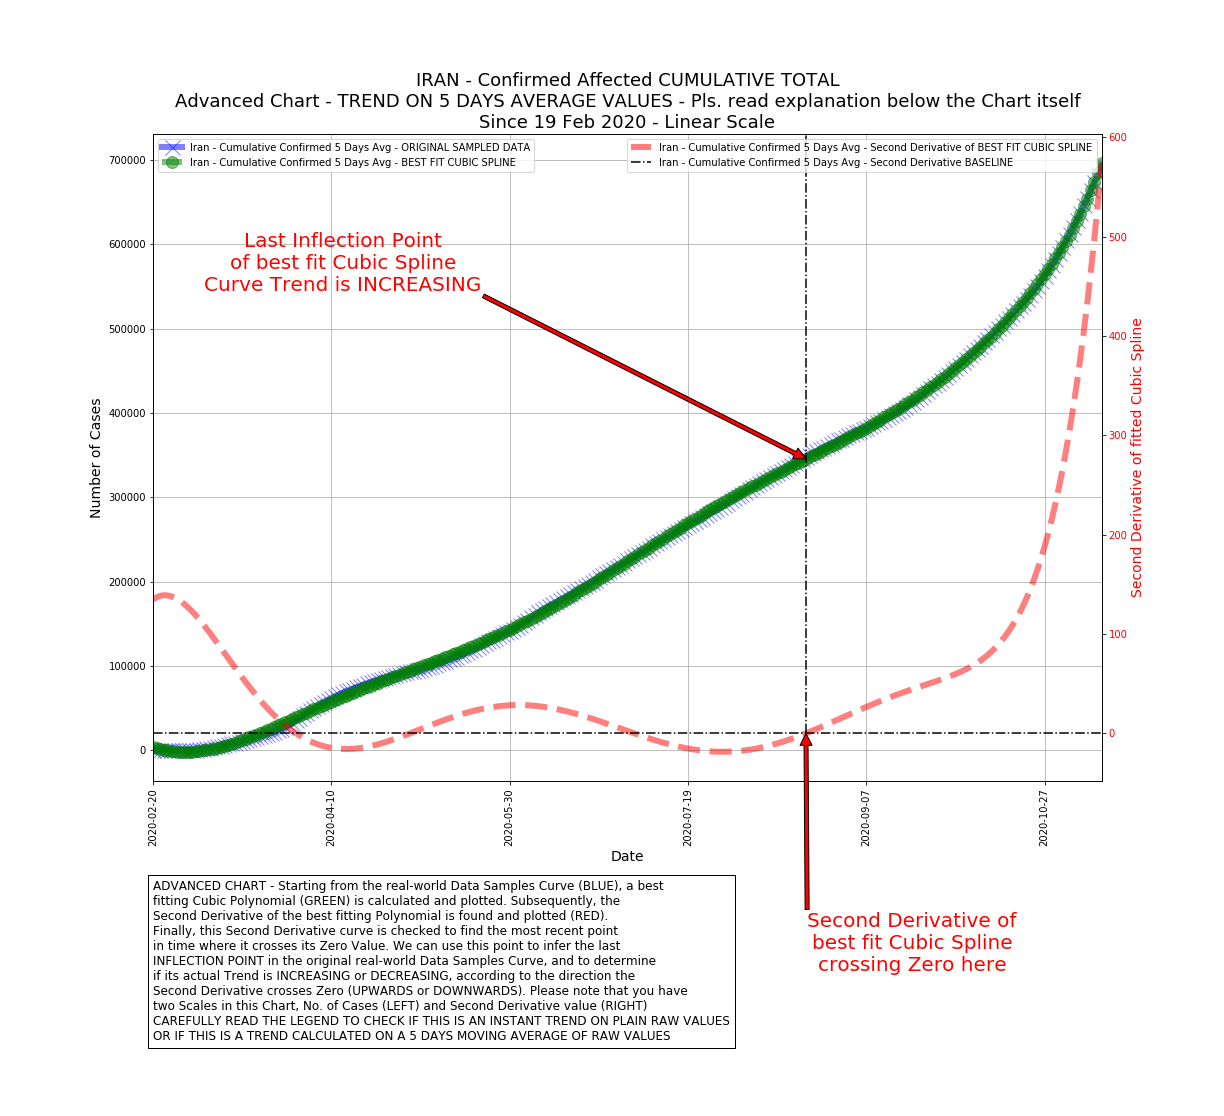 IRAN - Confirmed Affected CUMULATIVE TOTAL
Advanced Chart - TREND ON 5 DAYS AVERAGE VALUES - Pls. read explanation below the Chart itself
Since 19 Feb 2020 - Linear Scale
Iran - Cumulative Confirmed 5 Days Avg - ORIGINAL SAMPLED DATA
Iran - Cumulative Confirmed 5 Days Avg - BEST FIT CUBIC SPLINE
Iran - Cumulative Confirmed 5 Days Avg - Second Derivative of BEST FIT CUBIC SPLINE
Iran - Cumulative Confirmed 5 Days Avg - Second Derivative BASELINE
Last Inflection Point
of best fit Cubic Spline
Curve Trend is INCREASING
Number of Cases
700000
600000
500000
400000
300000
200000
100000
0
600
500
400
300
200
100
0
Second Derivative of fitted Cubic Spline
2020-02-20
2020-04-10
2020-05-30
2020-07-19
2020-09-07
2020-10-27
Date
Second Derivative of
best fit Cubic Spline
crossing Zero here
ADVANCED CHART - Starting from the real-world Data Samples Curve (BLUE), a best
fitting Cubic Polynomial (GREEN) is calculated and plotted. Subsequently, the
Second Derivative of the best fitting Polynomial is found and plotted (RED).
Finally, this Second Derivative curve is checked to find the most recent point
in time where it crosses its Zero Value. We can use this point to infer the last
INFLECTION POINT in the original real-world Data Samples Curve, and to determine
if its actual Trend is INCREASING or DECREASING, according to the direction the
Second Derivative crosses Zero (UPWARDS or DOWNWARDS). Please note that you have
two Scales in this Chart, No. of Cases (LEFT) and Second Derivative value (RIGHT)
CAREFULLY READ THE LEGEND TO CHECK IF THIS IS AN INSTANT TREND ON PLAIN RAW VALUES
OR IF THIS IS A TREND CALCULATED ON A 5 DAYS MOVING AVERAGE OF RAW VALUES